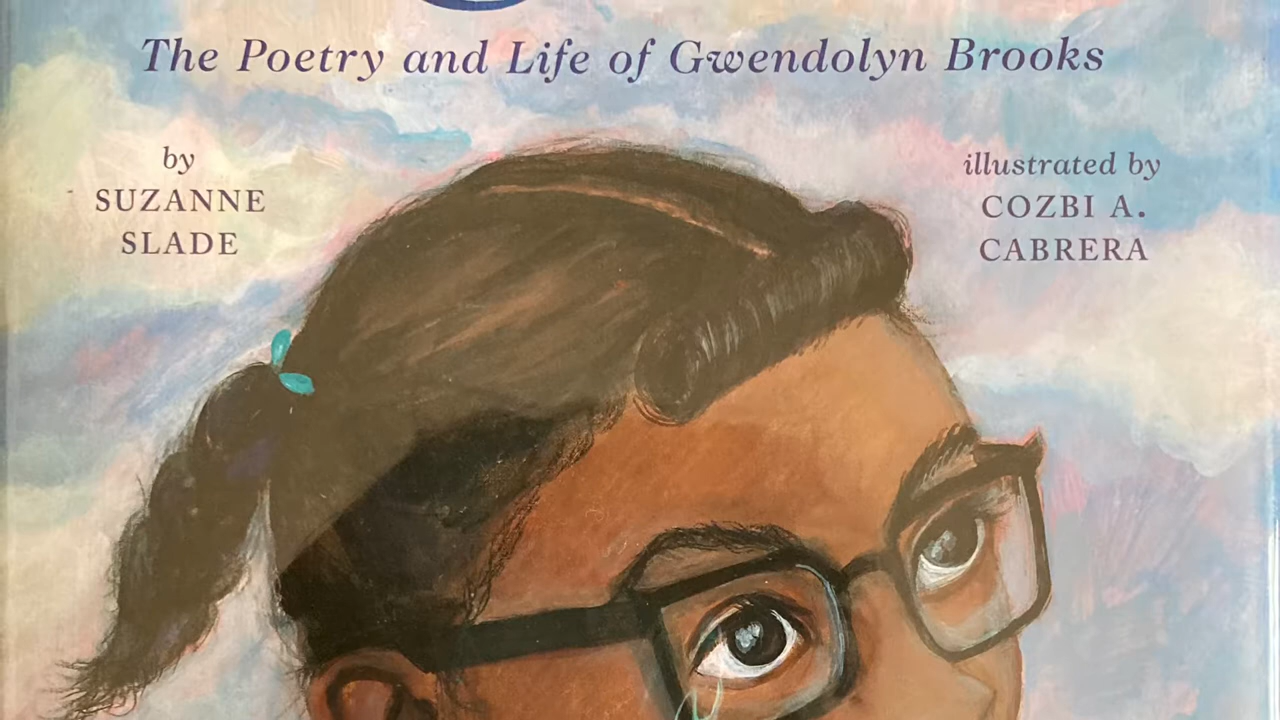 The Poetry and Life of Gwendolyn Brooks
by
SUZANNE
SLADE
illustrated by
COZBI A.
CABRERA